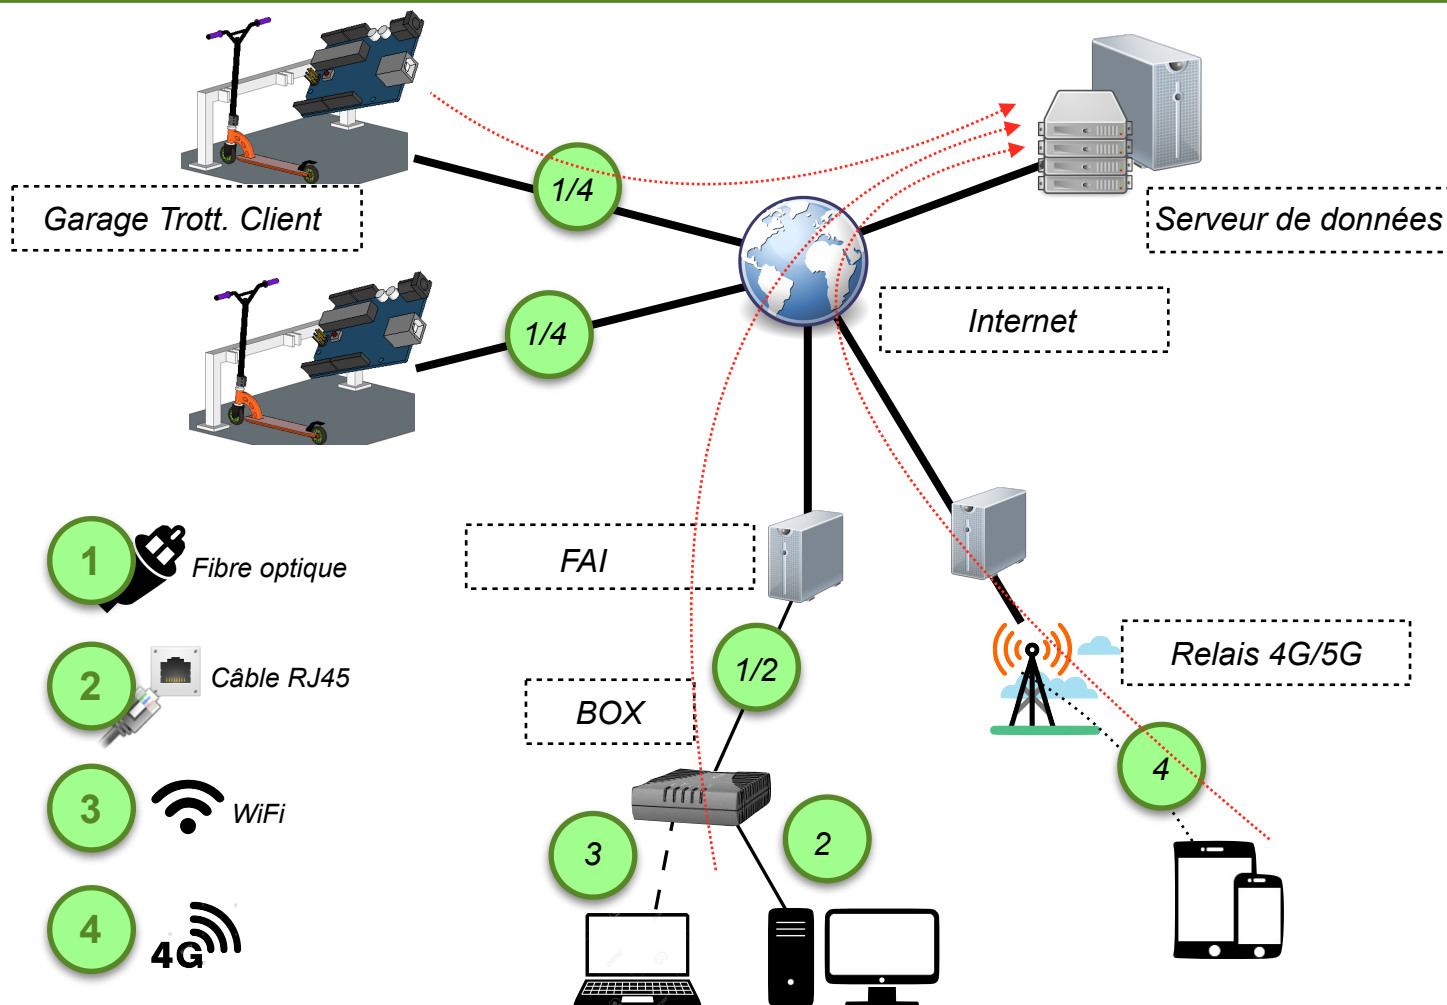 1/4
Garage Trott. Client
Serveur de données
1/4
Internet
1
Fibre optique
FAI
2
Câble RJ45
1/2
Relais 4G/5G
BOX
4
3
WiFi
3
2
4
4G